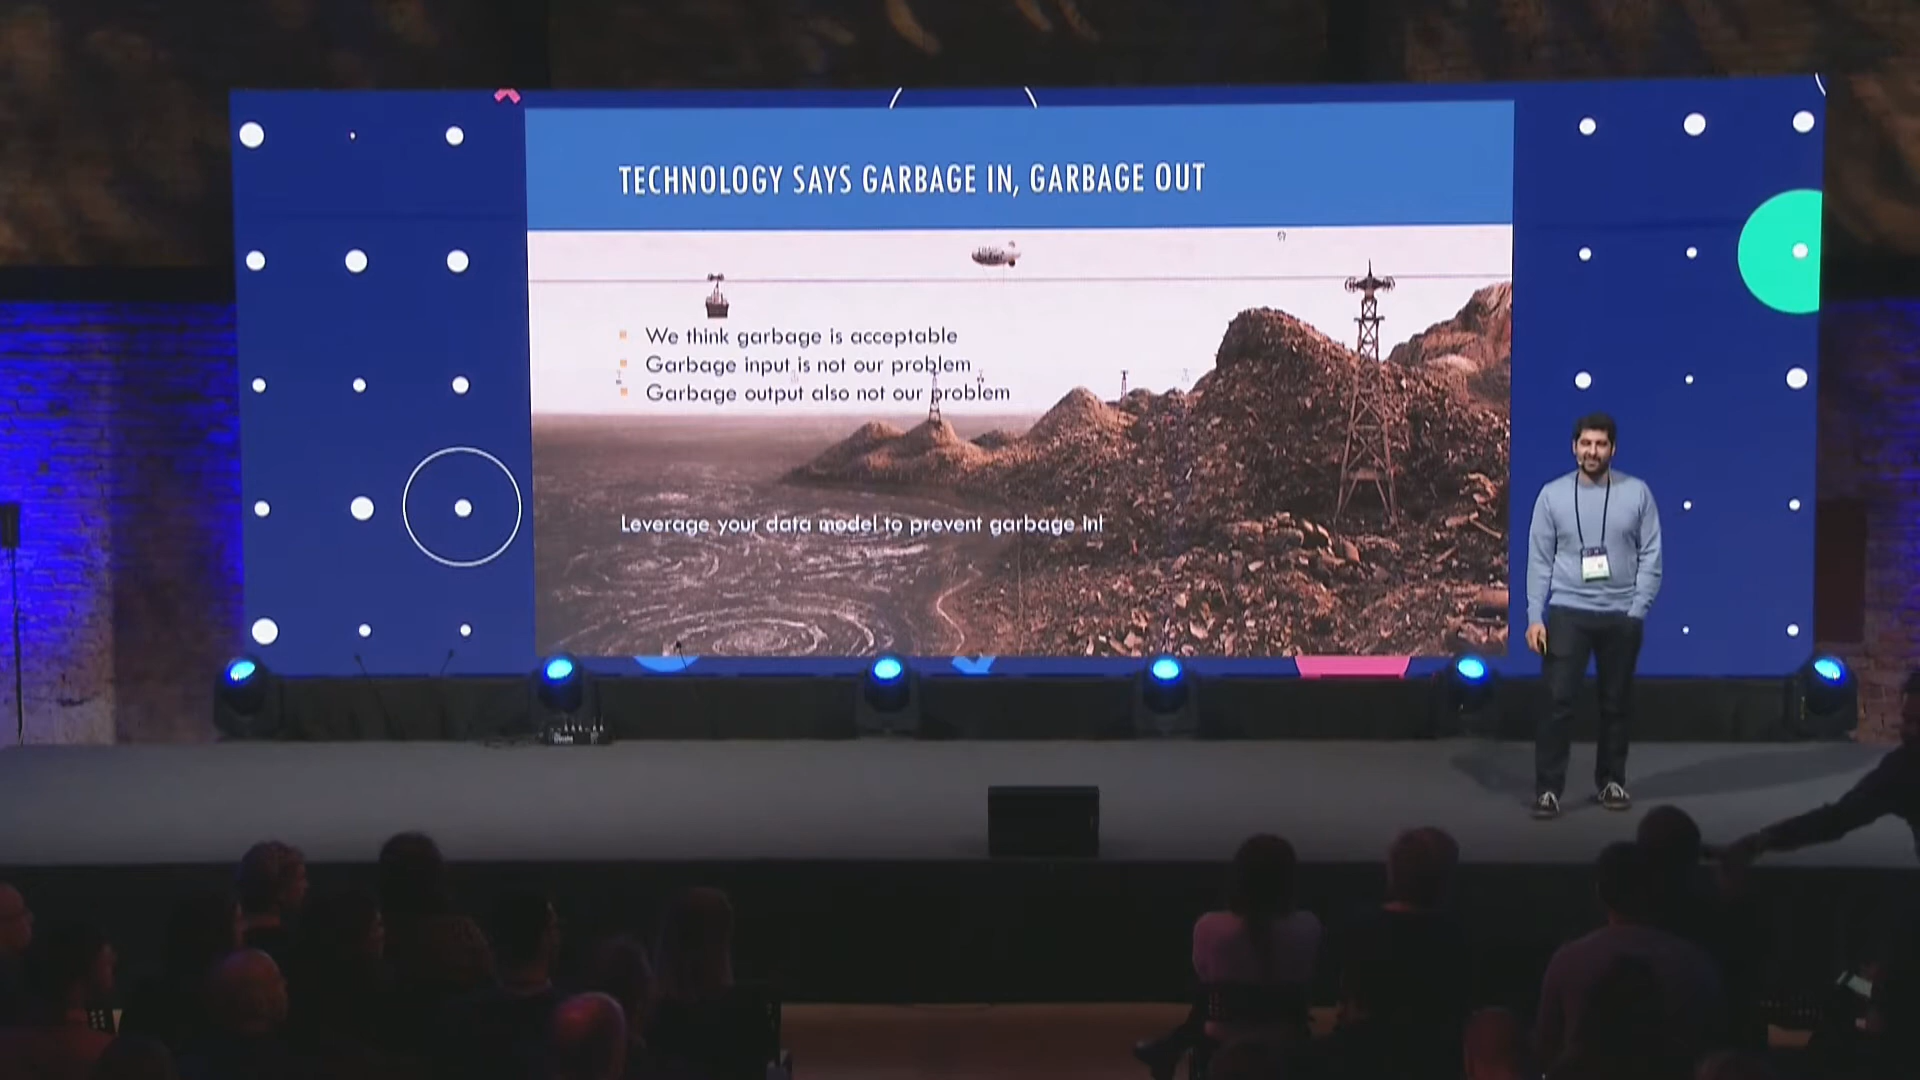 TECHNOLOGY SAYS GARBAGE IN, GARBAGE OUT
We think garbage is acceptable
Garbage input is not our problem
Garbage output also not our problem
Leverage your data model to prevent garbage in!